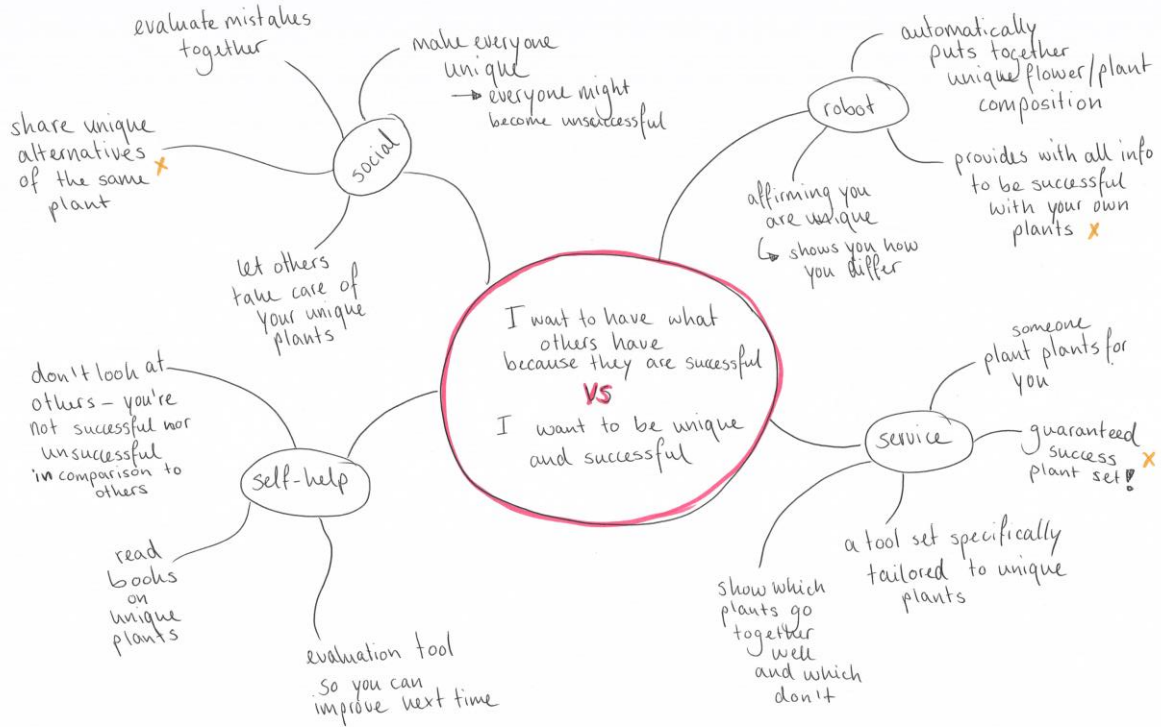 evaluate mistakes
together
make everyone
unique
→ everyone might
become unsuccessful
share unique
alternatives
of the same
plant x
social
let others
take care of
your unique
plants
robot
automatically
puts together
unique flower/plant
composition
provides with all info
to be successful
with your own
plants x
affirming you
are unique
↳ shows you how
you differ
I want to have what
others have
because they are successful
VS
I want to be unique
and successful
don't look at
others – you're
not successful nor
unsuccessful
in comparison to
others
self-help
read
books
on
unique
plants
evaluation tool
so you can
improve next time
service
someone
plant plants for
you
guaranteed
success
plant set! x
a tool set specifically
tailored to unique
plants
show which
plants go
together
well
and which
don't